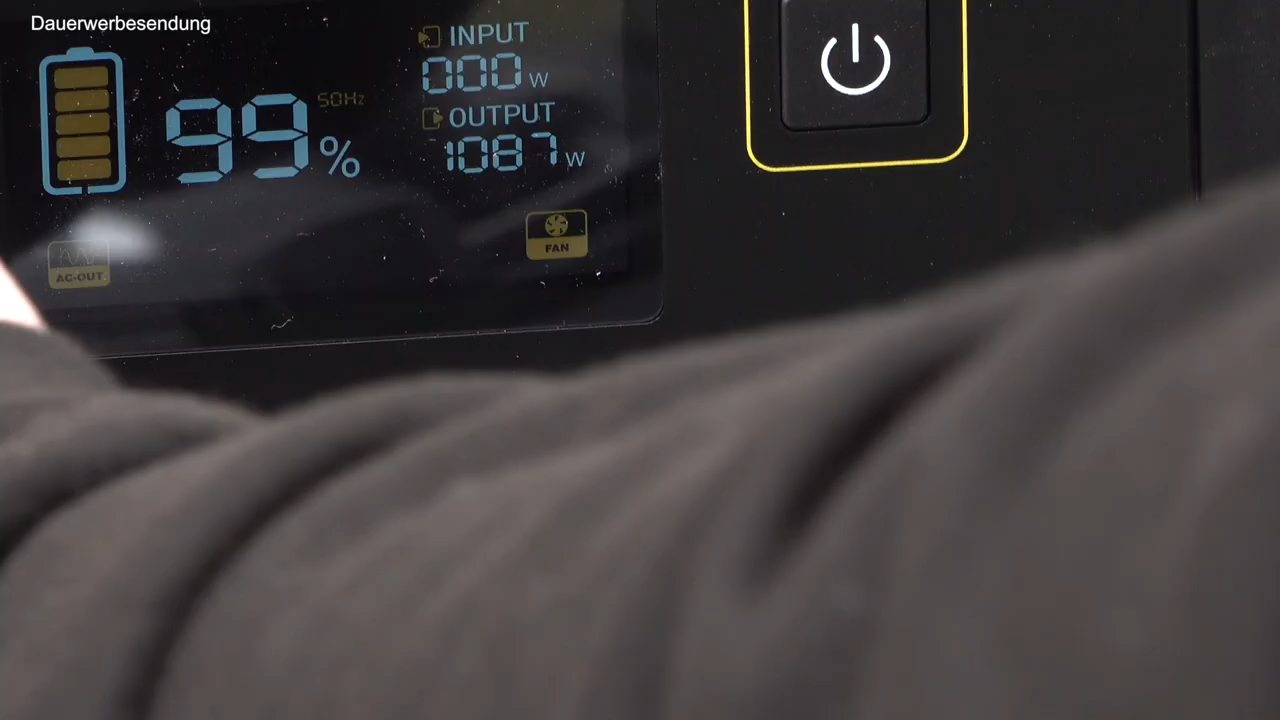 Dauerwerbesendung
INPUT
000 W
99 % 50Hz
OUTPUT
1087 W
AC-OUT
FAN